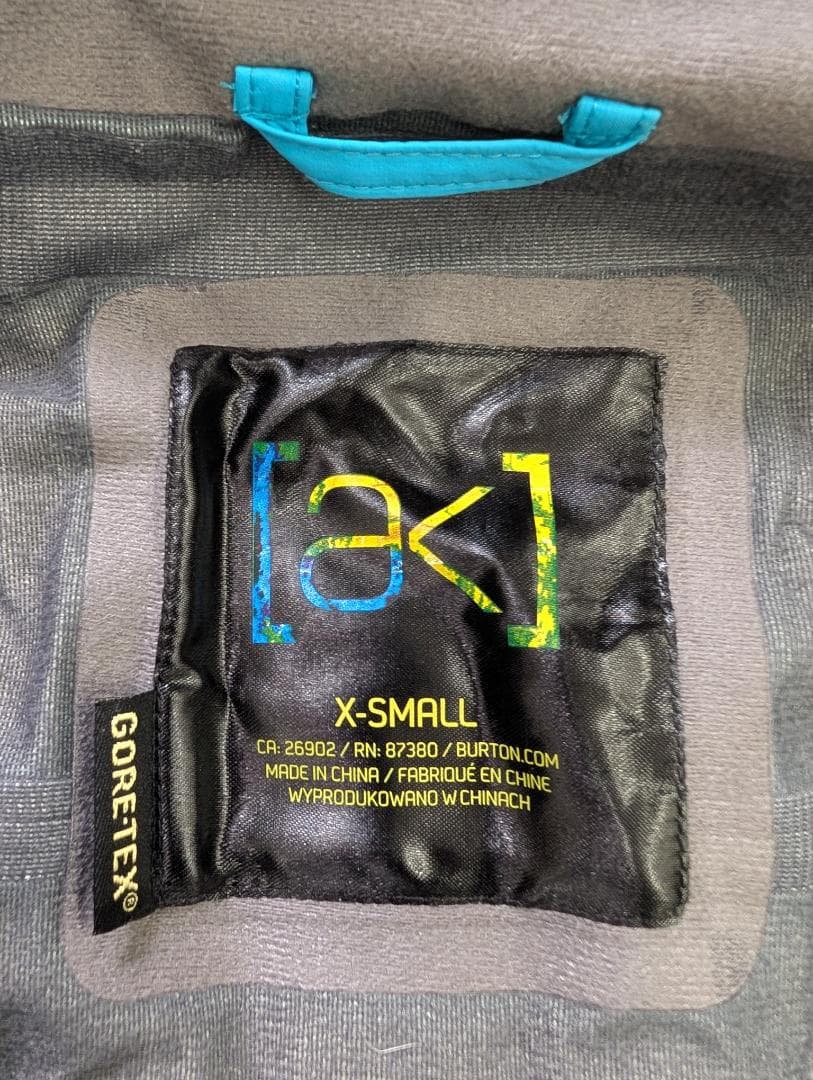 [ak]
X-SMALL
CA: 26902 / RN: 87380 / BURTON.COM
MADE IN CHINA / FABRIQUÉ EN CHINE
WYPRODUKOWANO W CHINACH
GORE-TEX®